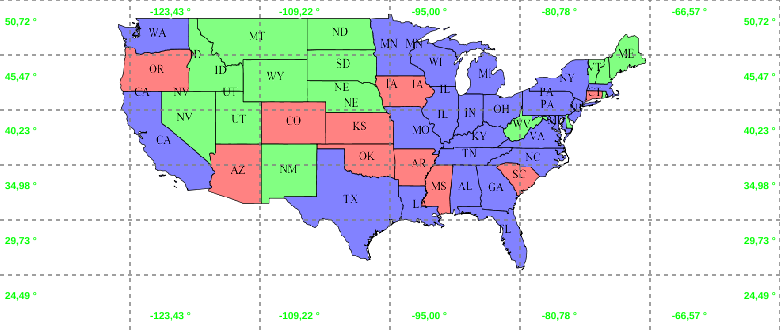 -123,43 ° -109,22 ° -95,00 ° -80,78 ° -66,57 °
50,72 ° 50,72 °
WA MT ND MN MN
ID OR ID SD WI MI NY VT ME
45,47 ° 45,47 °
WY NE IA IA IL PA
CA NV UT NE PA CT
NV UT CO KS MO IL IN OH WV VA
40,23 ° 40,23 °
CA KY
AZ NM OK AR TN NC
SC
34,98 ° 34,98 °
TX MS AL GA
FL
29,73 ° 29,73 °
24,49 ° 24,49 °
-123,43 ° -109,22 ° -95,00 ° -80,78 ° -66,57 °